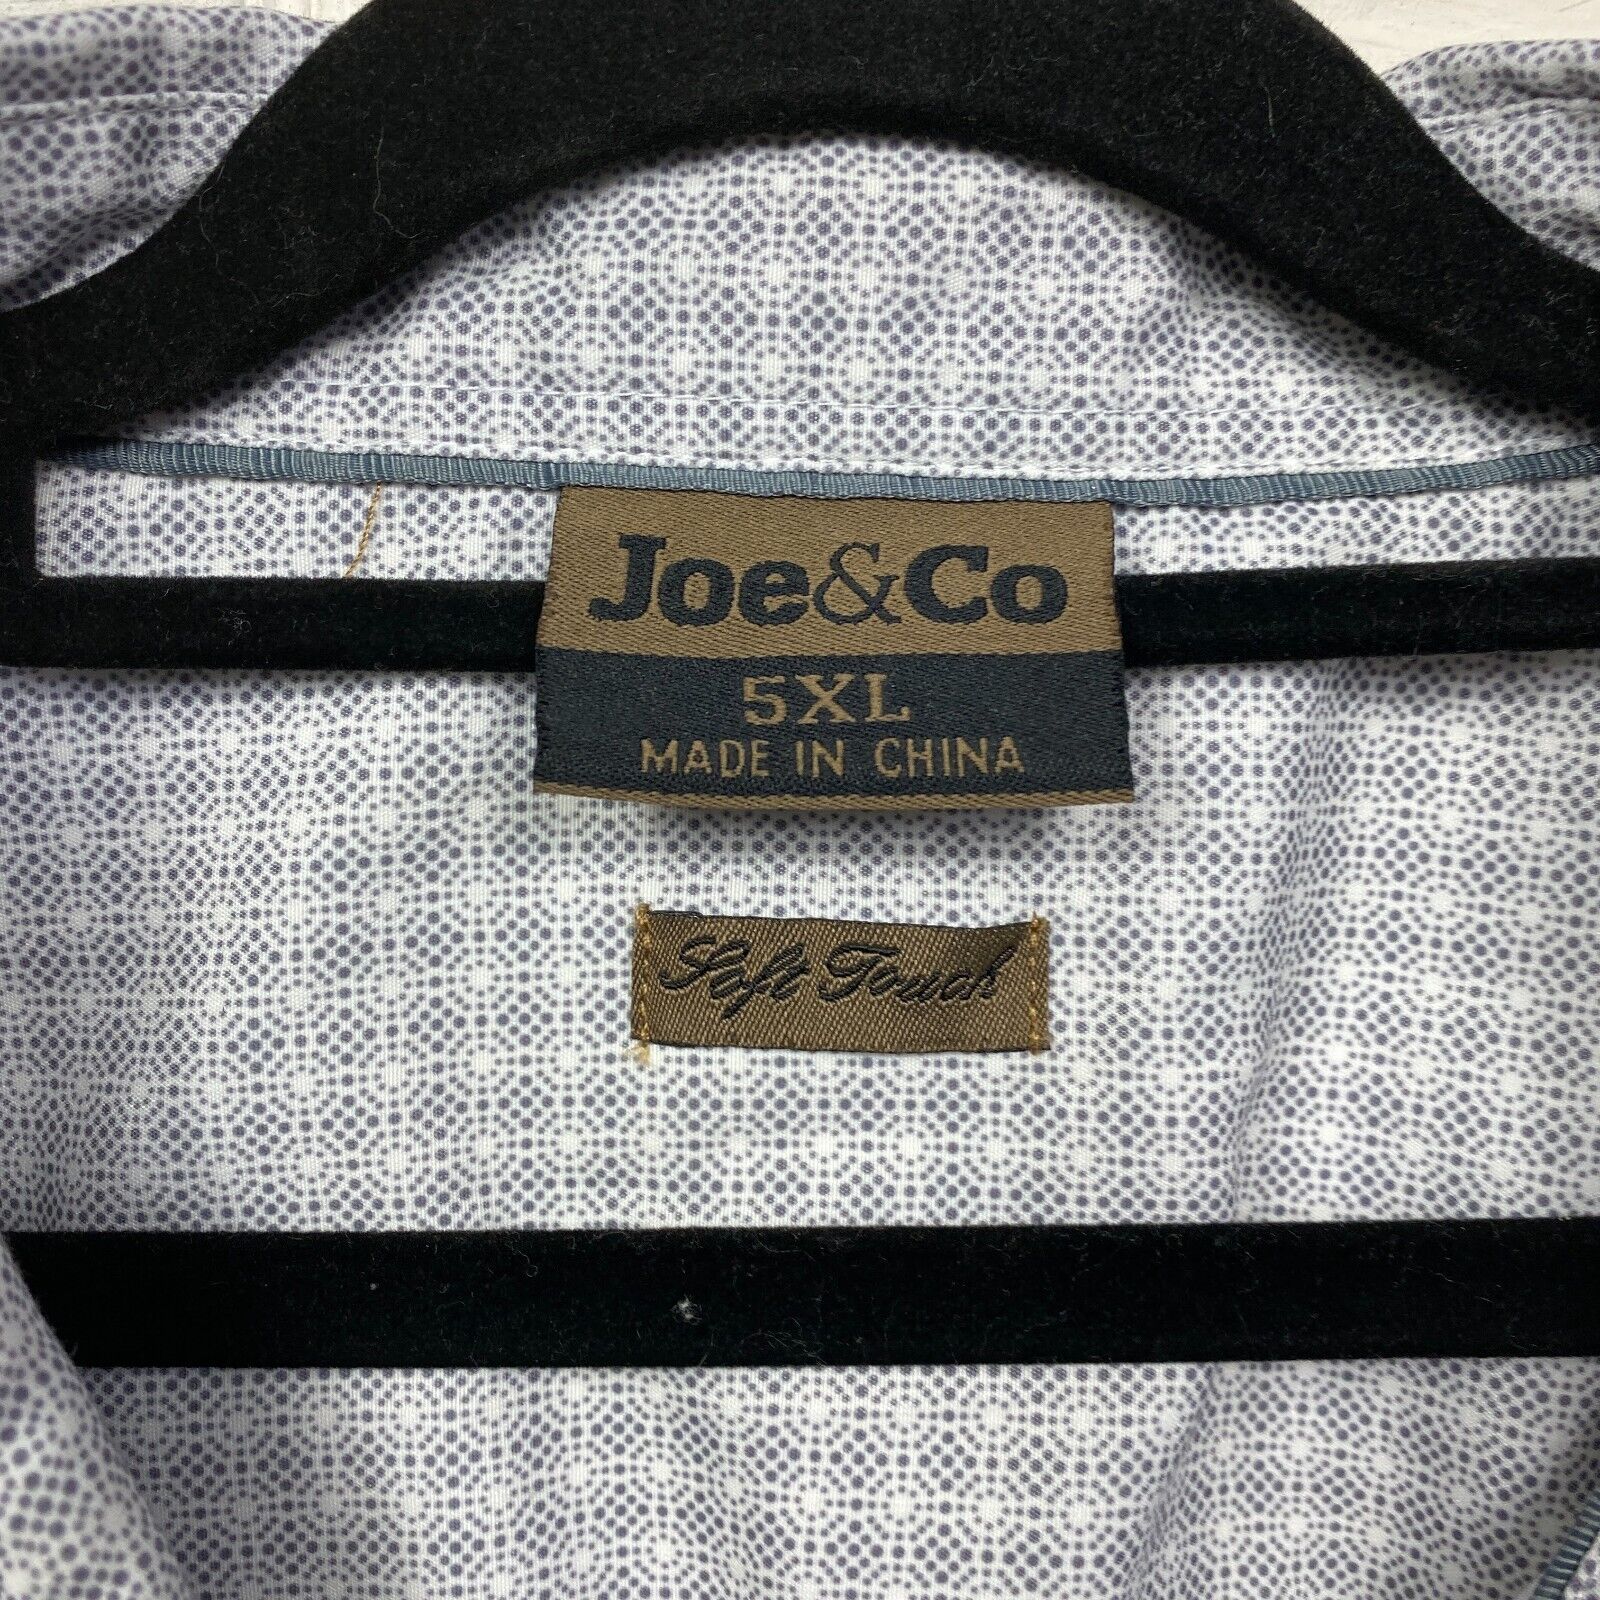 Joe&Co
5XL
MADE IN CHINA
Soft Touch